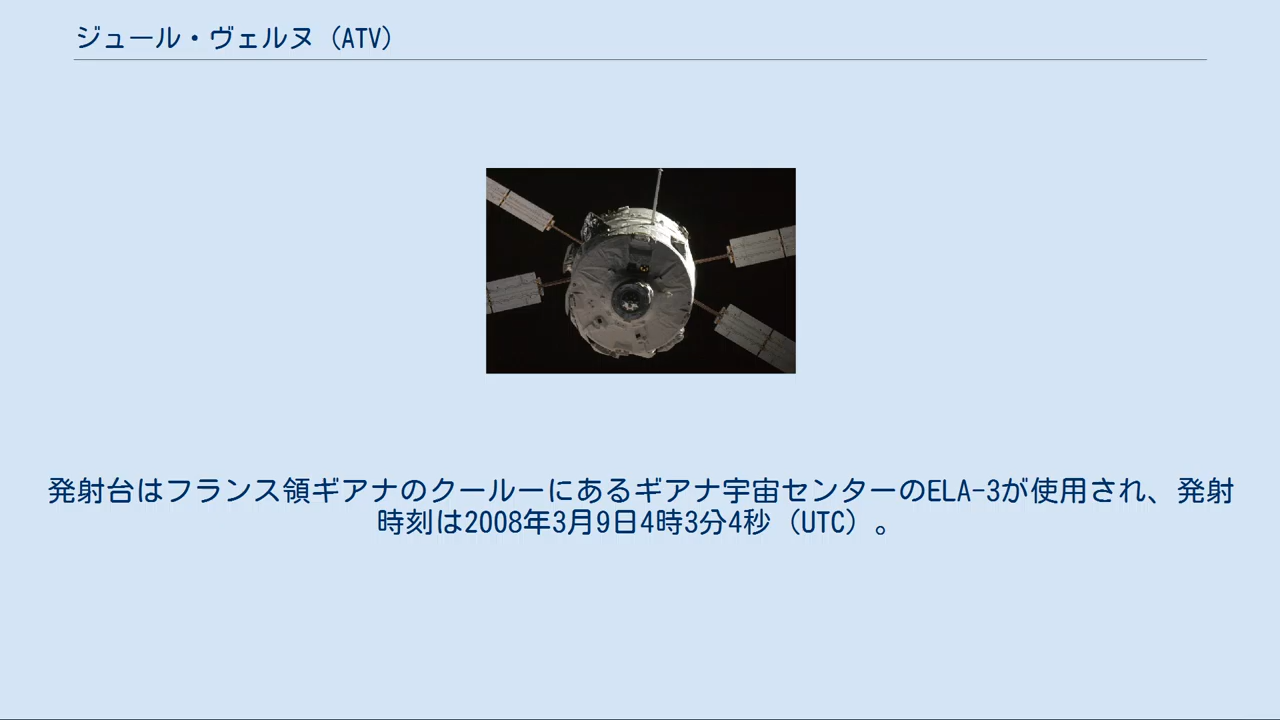 ジュール・ヴェルヌ（ATV）
発射台はフランス領ギアナのクールーにあるギアナ宇宙センターのELA-3が使用され、発射
時刻は2008年3月9日4時3分4秒（UTC）。